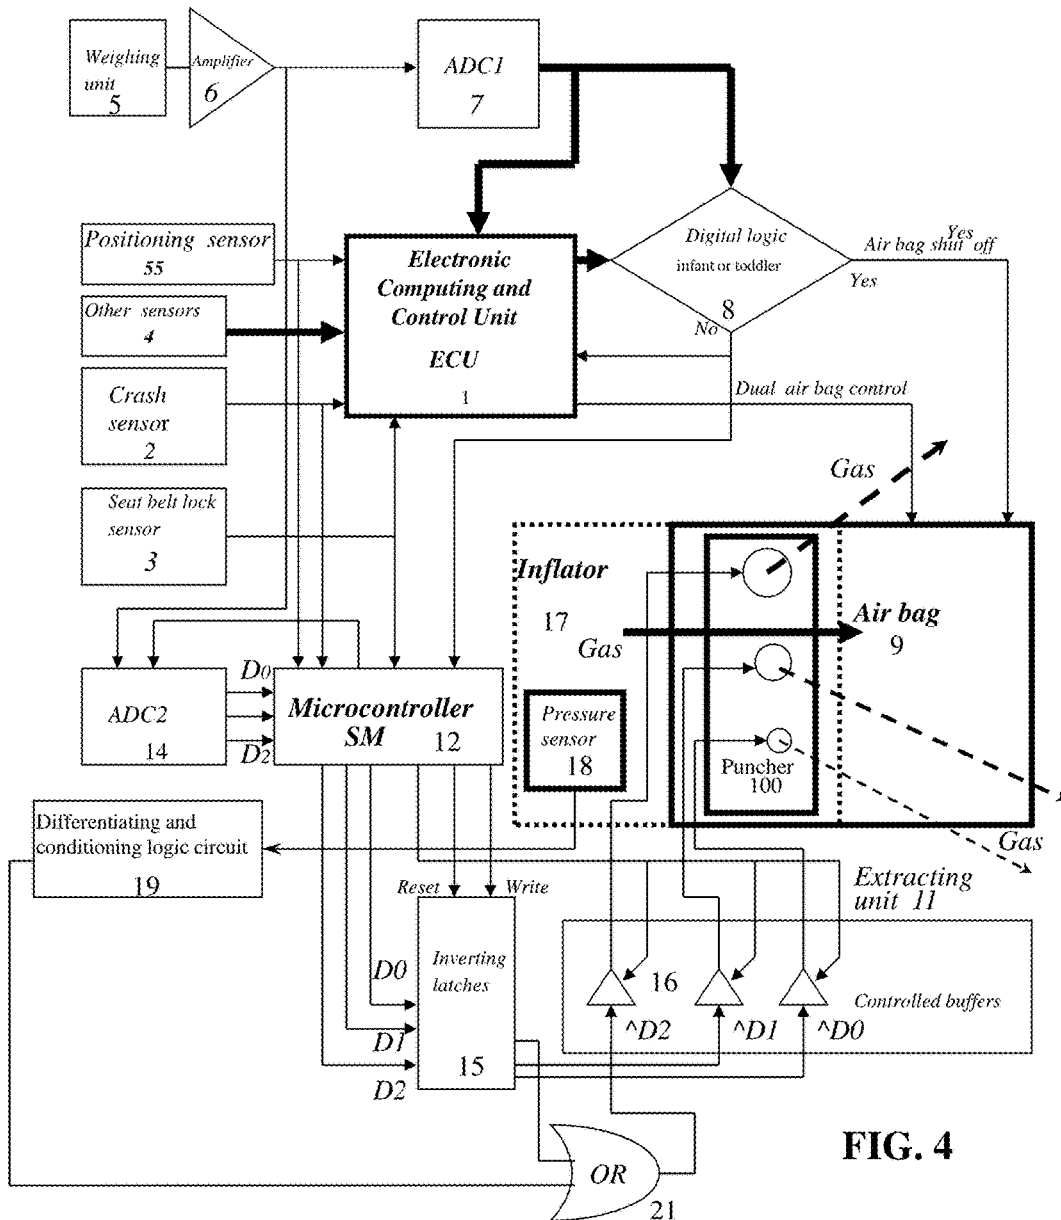 Weighing
unit
5
Amplifier
6
ADC1
7
Positioning sensor
55
Other sensors
4
Crash
sensor
2
Seat belt lock
sensor
3
Electronic
Computing and
Control Unit
ECU
1
Digital logic
infant or toddler
8
No
Yes
Air bag shut off
Yes
Dual air bag control
Gas
Inflator
17
Gas
Air bag
9
Pressure
sensor
18
Puncher
100
Gas
ADC2
14
D0
D2
Microcontroller
SM
12
Differentiating and
conditioning logic circuit
19
Reset
Write
Inverting
latches
15
D0
D1
D2
Extracting
unit 11
16
Controlled buffers
^D2
^D1
^D0
OR
21
FIG. 4